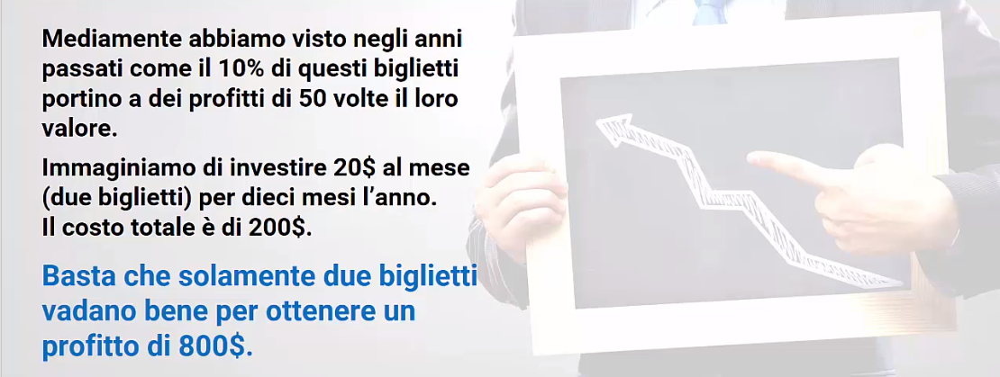 Mediamente abbiamo visto negli anni
passati come il 10% di questi biglietti
portino a dei profitti di 50 volte il loro
valore.
Immaginiamo di investire 20$ al mese
(due biglietti) per dieci mesi l’anno.
Il costo totale è di 200$.
Basta che solamente due biglietti
vadano bene per ottenere un
profitto di 800$.